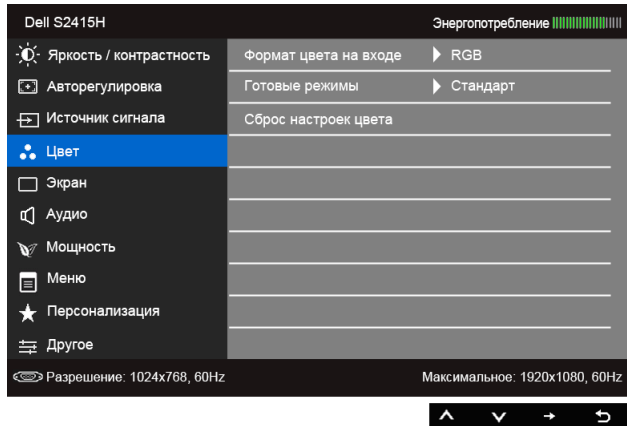 Dell S2415H Энергопотребление
Яркость / контрастность Формат цвета на входе RGB
Авторегулировка Готовые режимы Стандарт
Источник сигнала Сброс настроек цвета
Цвет
Экран
Аудио
Мощность
Меню
Персонализация
Другое
Разрешение: 1024x768, 60Hz Максимальное: 1920x1080, 60Hz